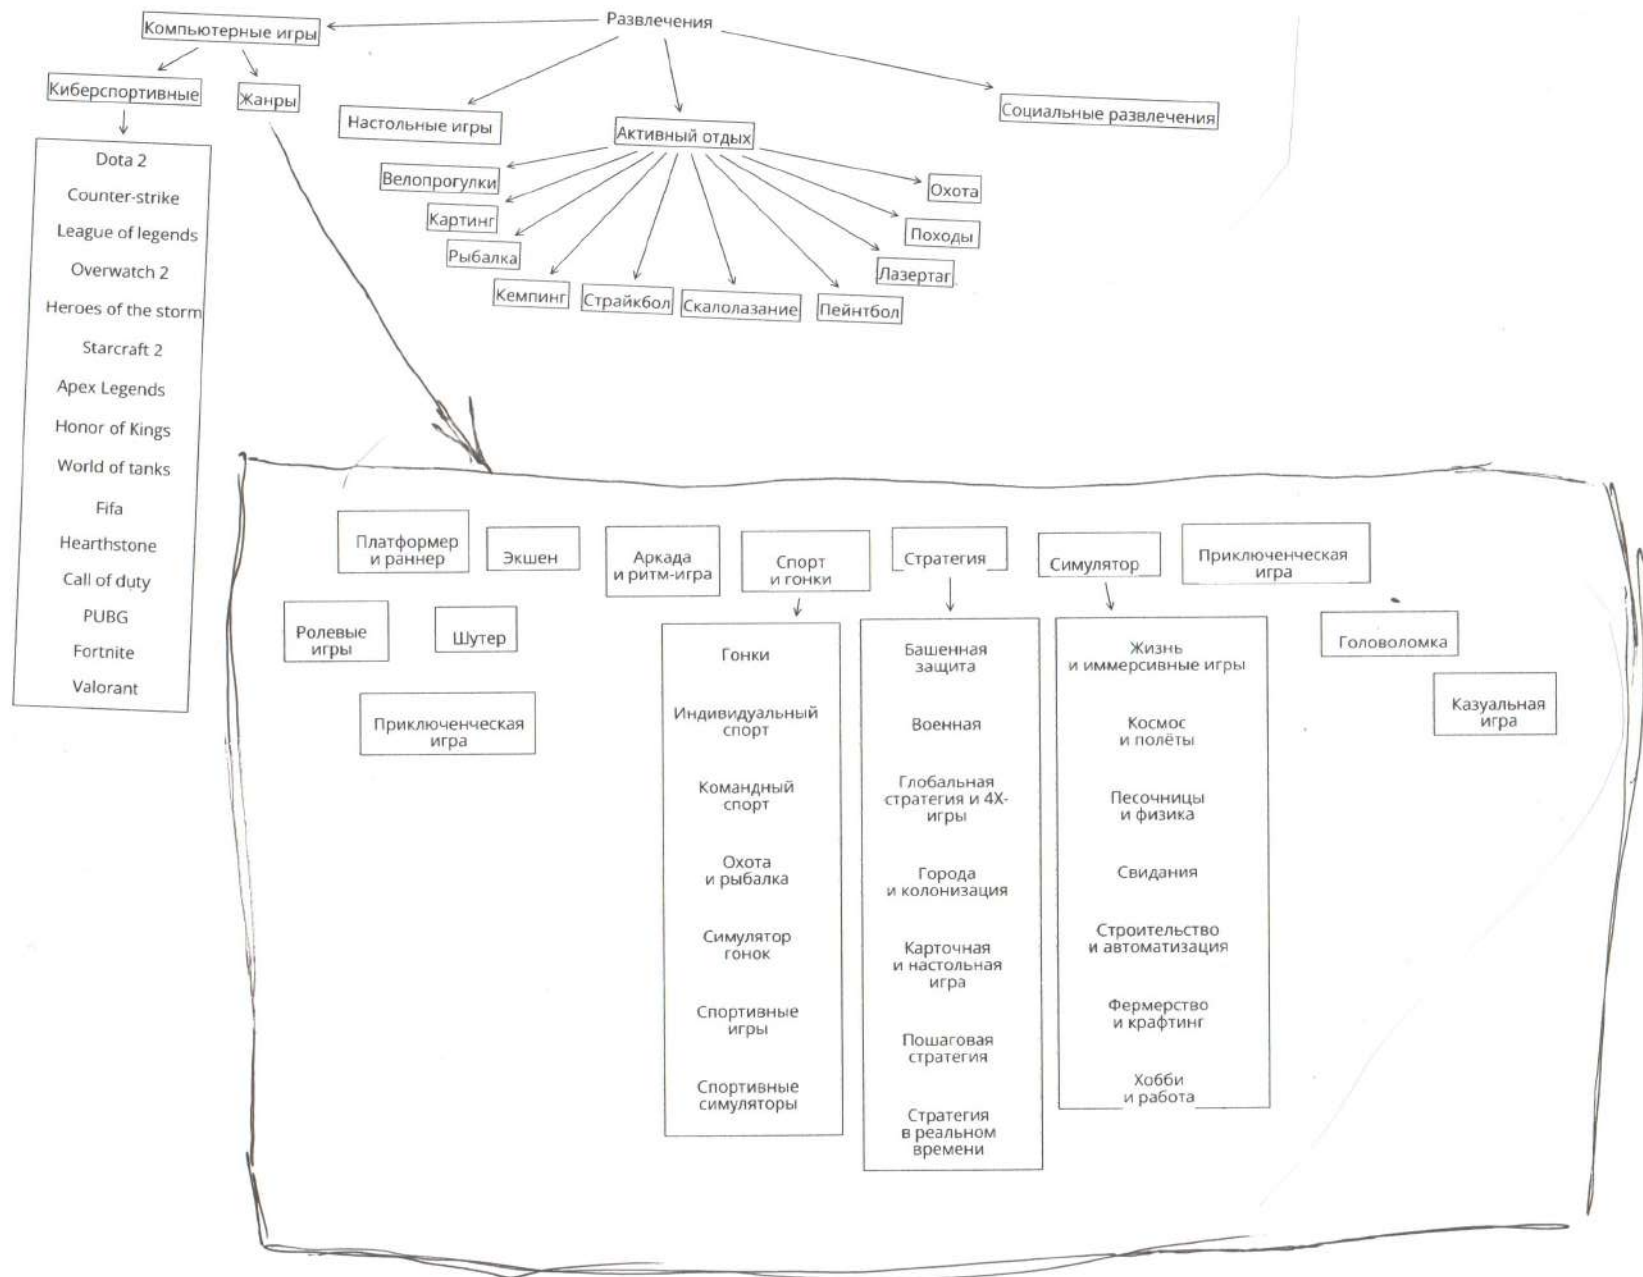 Развлечения
Компьютерные игры
Киберспортивные
Жанры
Настольные игры
Активный отдых
Социальные развлечения
Dota 2
Counter-strike
League of legends
Overwatch 2
Heroes of the storm
Starcraft 2
Apex Legends
Honor of Kings
World of tanks
Fifa
Hearthstone
Call of duty
PUBG
Fortnite
Valorant
Велопрогулки
Картинг
Рыбалка
Кемпинг
Страйкбол
Скалолазание
Пейнтбол
Лазертаг
Походы
Охота
Платформер
и раннер
Экшен
Аркада
и ритм-игра
Спорт
и гонки
Стратегия
Симулятор
Приключенческая
игра
Ролевые
игры
Шутер
Приключенческая
игра
Головоломка
Казуальная
игра
Гонки
Индивидуальный
спорт
Командный
спорт
Охота
и рыбалка
Симулятор
гонок
Спортивные
игры
Спортивные
симуляторы
Башенная
защита
Военная
Глобальная
стратегия и 4X-
игры
Города
и колонизация
Карточная
и настольная
игра
Пошаговая
стратегия
Стратегия
в реальном
времени
Жизнь
и иммерсивные игры
Космос
и полёты
Песочницы
и физика
Свидания
Строительство
и автоматизация
Фермерство
и крафтинг
Хобби
и работа